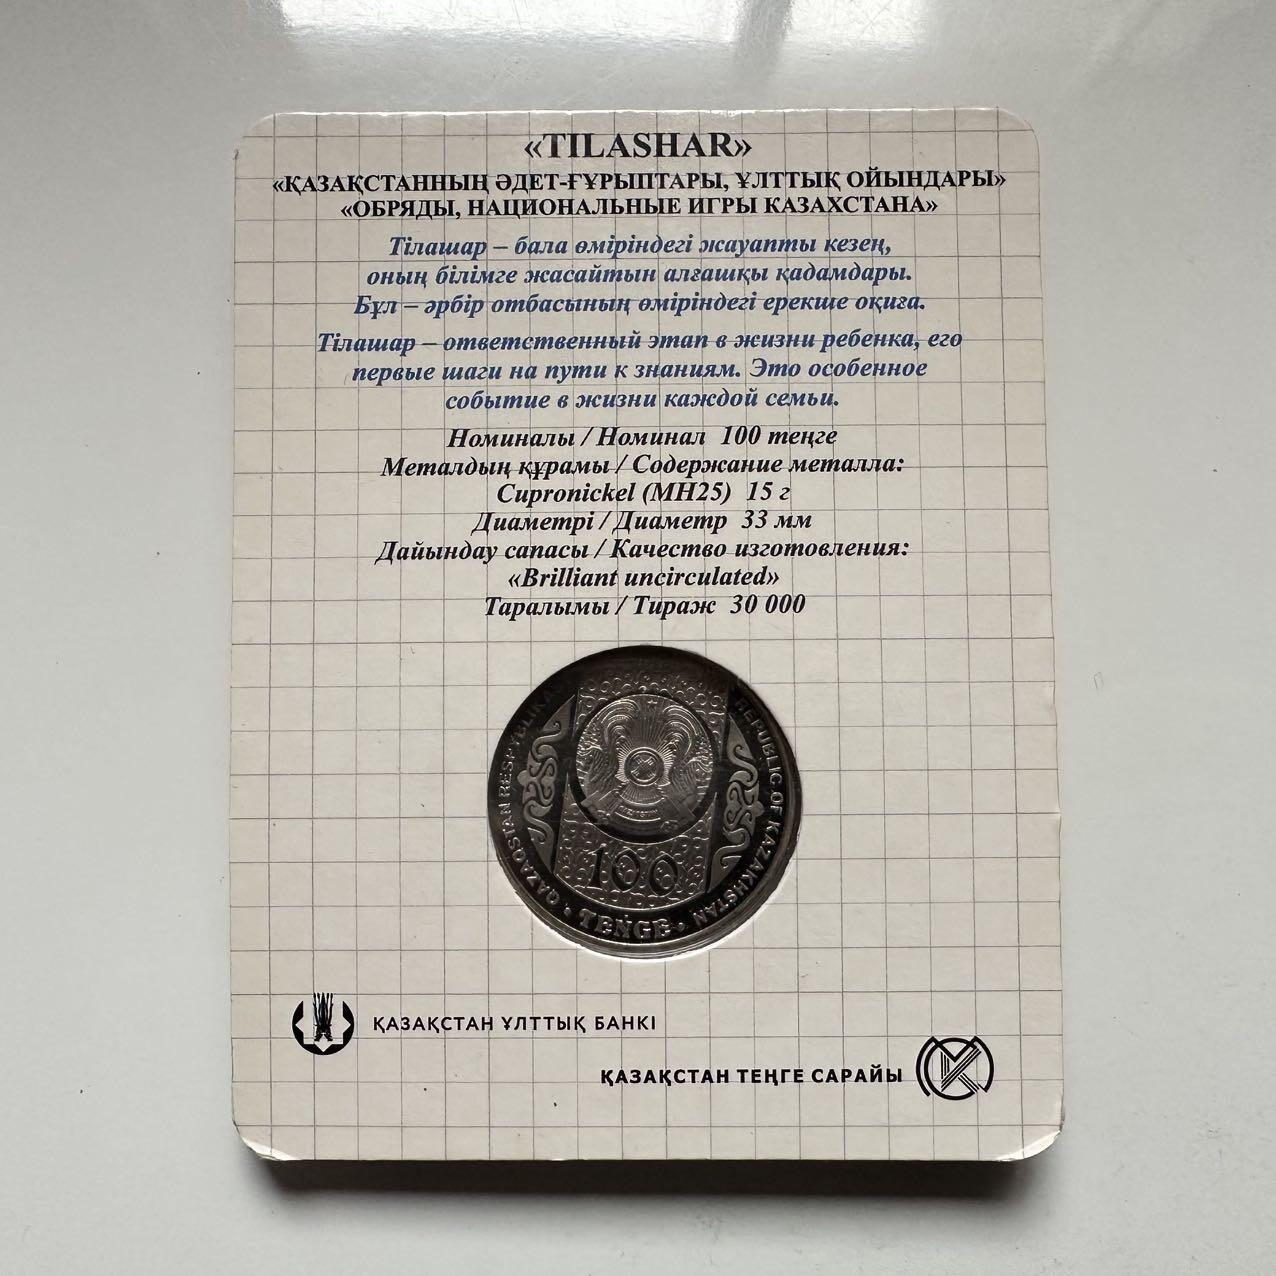 «TILASHAR»
«ҚАЗАҚСТАННЫҢ ӘДЕТ-ҒҰРЫПТАРЫ, ҰЛТТЫҚ ОЙЫНДАРЫ»
«ОБРЯДЫ, НАЦИОНАЛЬНЫЕ ИГРЫ КАЗАХСТАНА»
Тілашар – бала өміріндегі жауапты кезең,
оның білімге жасайтын алғашқы қадамдары.
Бұл – әрбір отбасының өміріндегі ерекше оқиға.
Тілашар – ответственный этап в жизни ребенка, его
первые шаги на пути к знаниям. Это особенное
событие в жизни каждой семьи.
Номиналы / Номинал 100 теңге
Металдың құрамы / Содержание металла:
Cupronickel (МН25) 15 г
Диаметрі / Диаметр 33 мм
Дайындау сапасы / Качество изготовления:
«Brilliant uncirculated»
Таралымы / Тираж 30 000
QAZAQSTAN RESPÝBLIKASY
REPUBLIC OF KAZAKHSTAN
100
TEŃGE
ҚАЗАҚСТАН ҰЛТТЫҚ БАНКІ
ҚАЗАҚСТАН ТЕҢГЕ САРАЙЫ